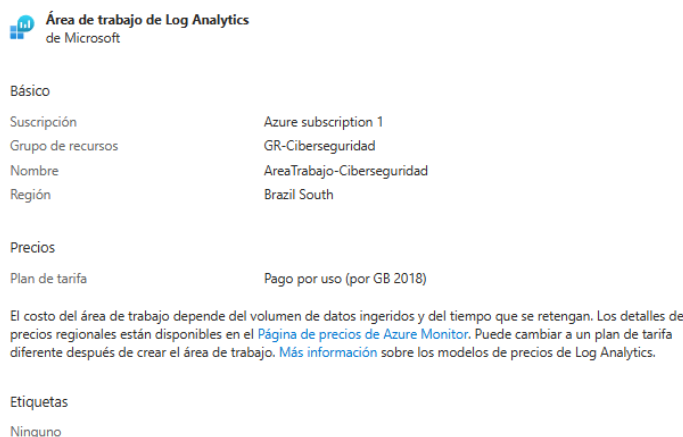 Área de trabajo de Log Analytics
de Microsoft
Básico
Suscripción Azure subscription 1
Grupo de recursos GR-Ciberseguridad
Nombre AreaTrabajo-Ciberseguridad
Región Brazil South
Precios
Plan de tarifa Pago por uso (por GB 2018)
El costo del área de trabajo depende del volumen de datos ingeridos y del tiempo que se retengan. Los detalles de
precios regionales están disponibles en el Página de precios de Azure Monitor. Puede cambiar a un plan de tarifa
diferente después de crear el área de trabajo. Más información sobre los modelos de precios de Log Analytics.
Etiquetas
Ninguno